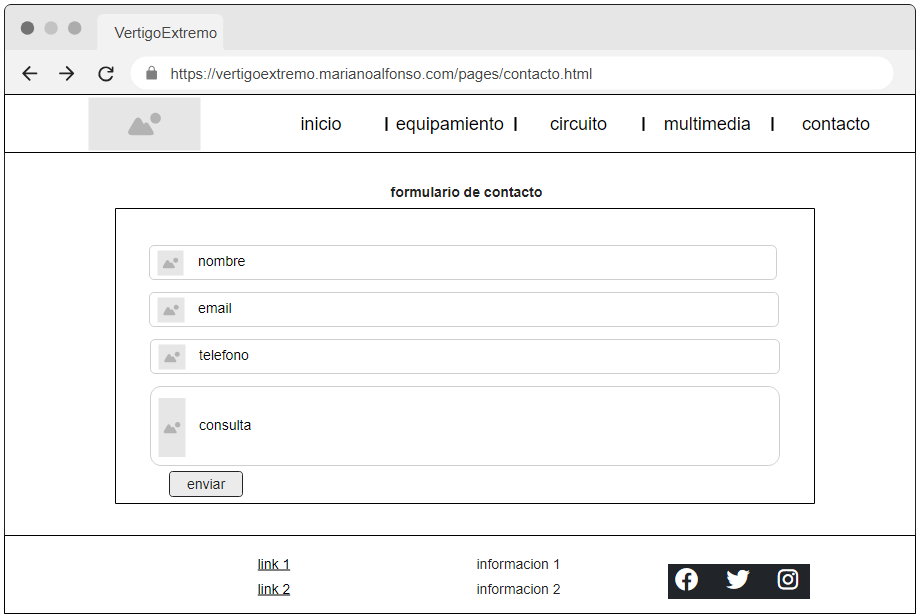 VertigoExtremo
https://vertigoextremo.marianoalfonso.com/pages/contacto.html
inicio | equipamiento | circuito | multimedia | contacto
formulario de contacto
nombre
email
telefono
consulta
enviar
link 1 informacion 1
link 2 informacion 2